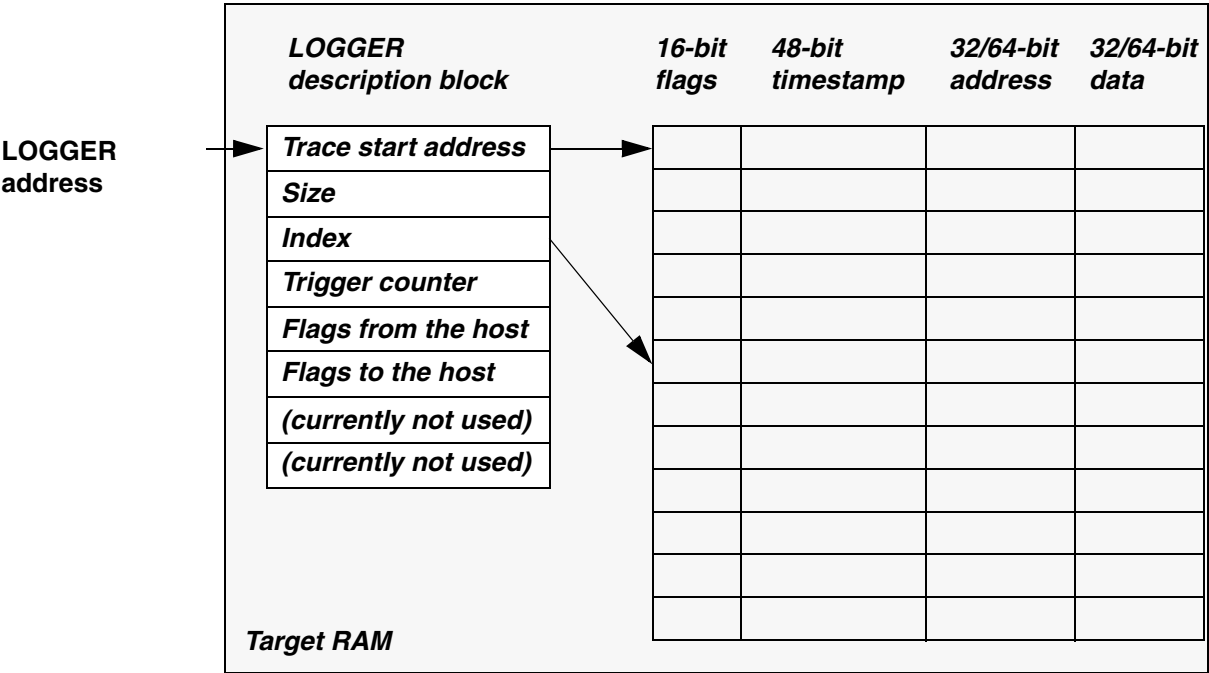 LOGGER
description block
16-bit
flags
48-bit
timestamp
32/64-bit
address
32/64-bit
data
LOGGER
address
Trace start address
Size
Index
Trigger counter
Flags from the host
Flags to the host
(currently not used)
(currently not used)
Target RAM